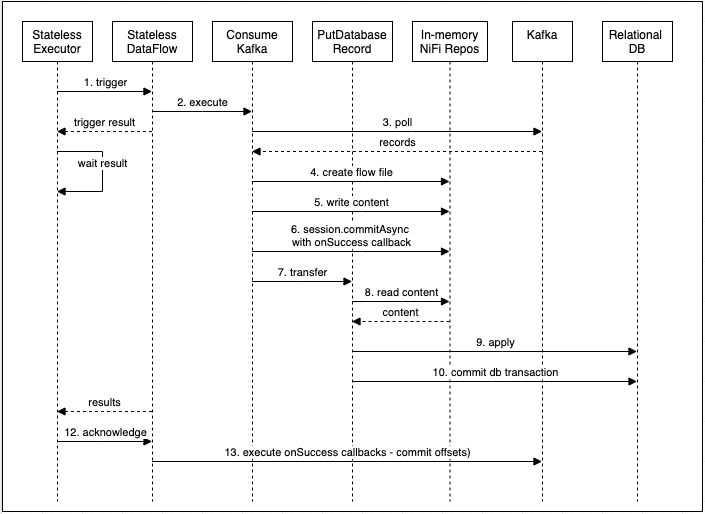 Stateless
Executor
Stateless
DataFlow
Consume
Kafka
PutDatabase
Record
In-memory
NiFi Repos
Kafka
Relational
DB
1. trigger
2. execute
trigger result
3. poll
records
wait result
4. create flow file
5. write content
6. session.commitAsync
with onSuccess callback
7. transfer
8. read content
content
9. apply
10. commit db transaction
results
12. acknowledge
13. execute onSuccess callbacks - commit offsets)